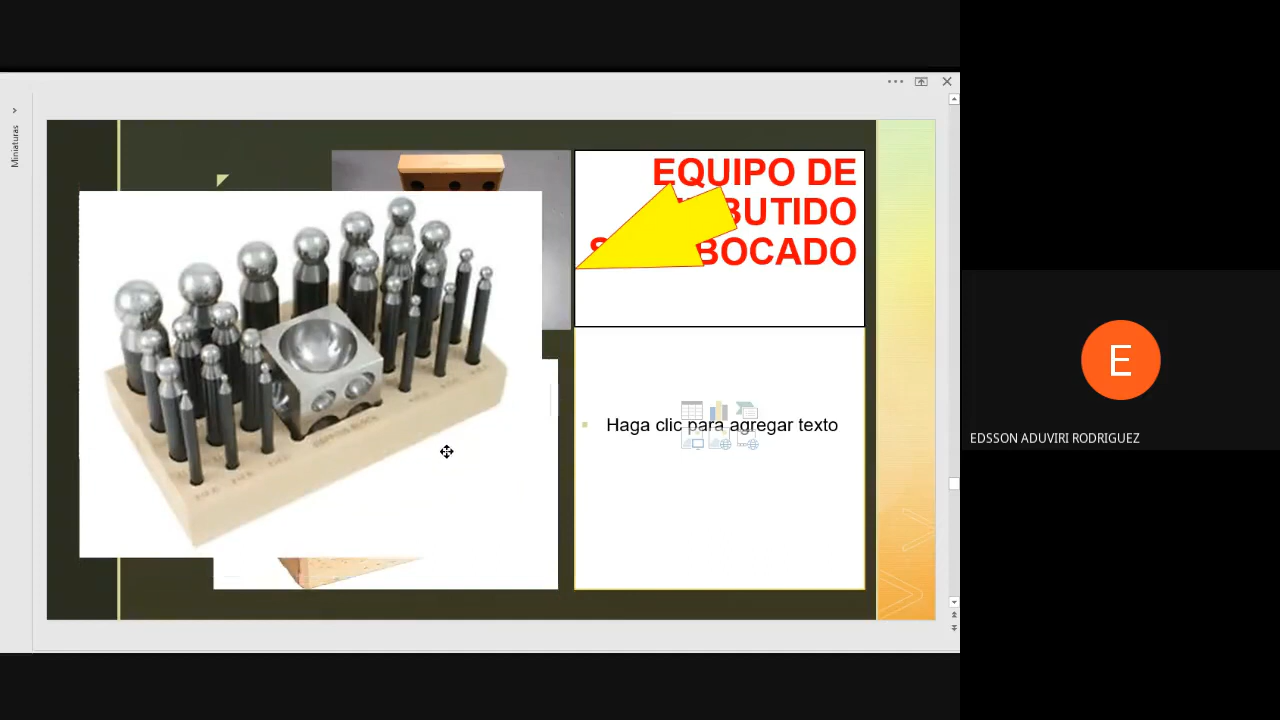 Miniaturas
EQUIPO DE
BUTIDO
BOCADO
Haga clic para agregar texto
E
EDSSON ADUVIRI RODRIGUEZ